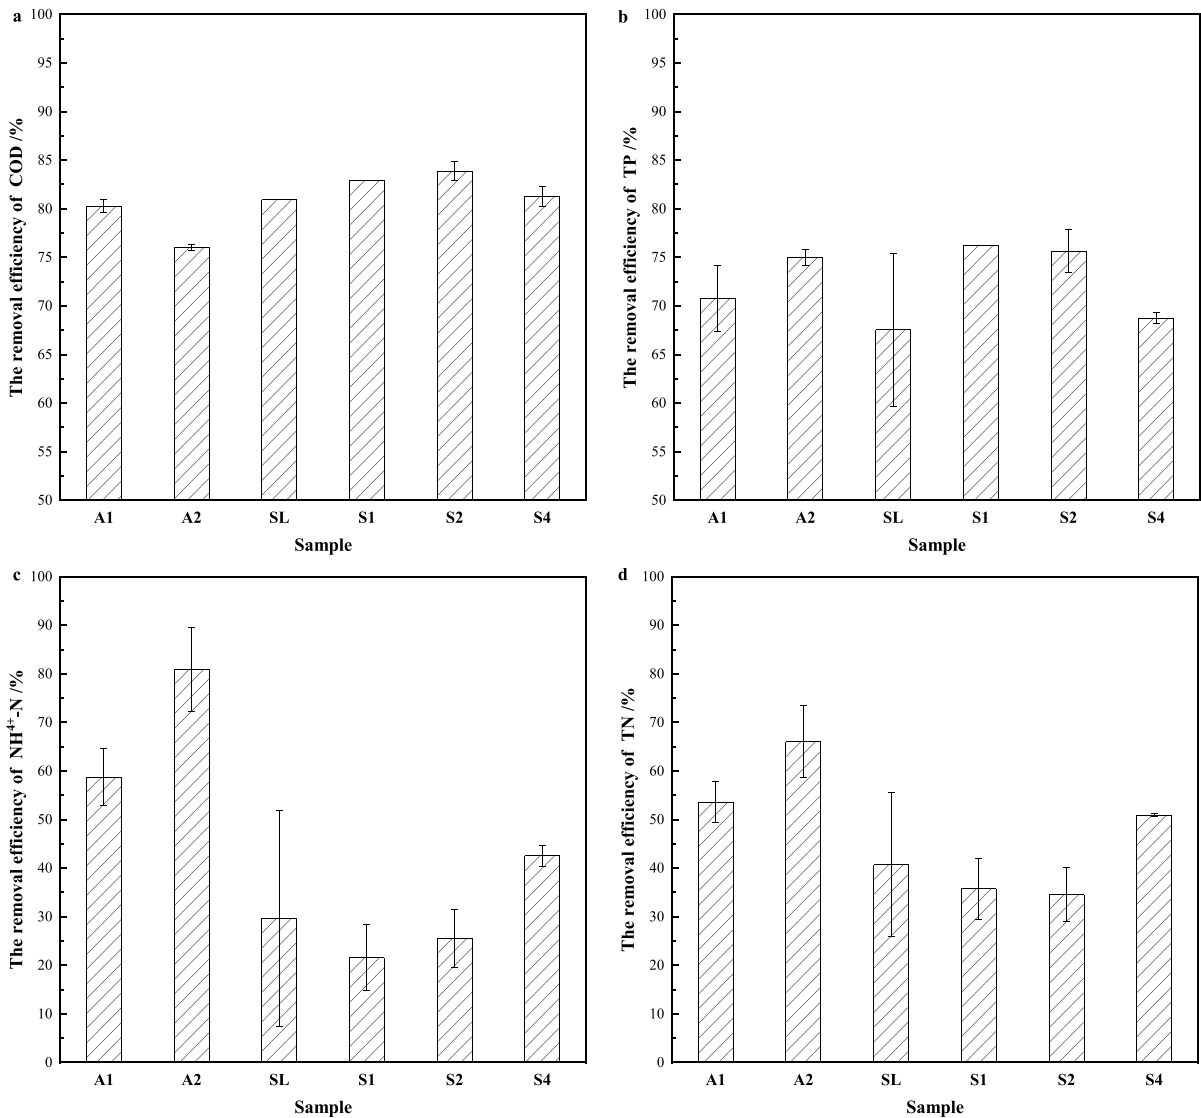 a
100
95
90
85
80
75
70
65
60
55
50
The removal efficiency of COD /%
A1 A2 SL S1 S2 S4
Sample
b
100
95
90
85
80
75
70
65
60
55
50
The removal efficiency of TP /%
A1 A2 SL S1 S2 S4
Sample
c
100
90
80
70
60
50
40
30
20
10
0
The removal efficiency of NH⁴⁺-N /%
A1 A2 SL S1 S2 S4
Sample
d
100
90
80
70
60
50
40
30
20
10
0
The removal efficiency of TN /%
A1 A2 SL S1 S2 S4
Sample